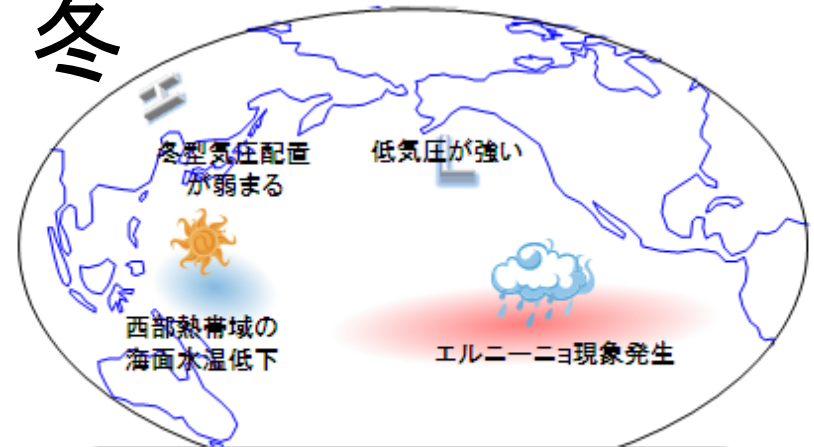 冬
H
冬型気圧配置
が弱まる
低気圧が強い
L
西部熱帯域の
海面水温低下
エルニーニョ現象発生